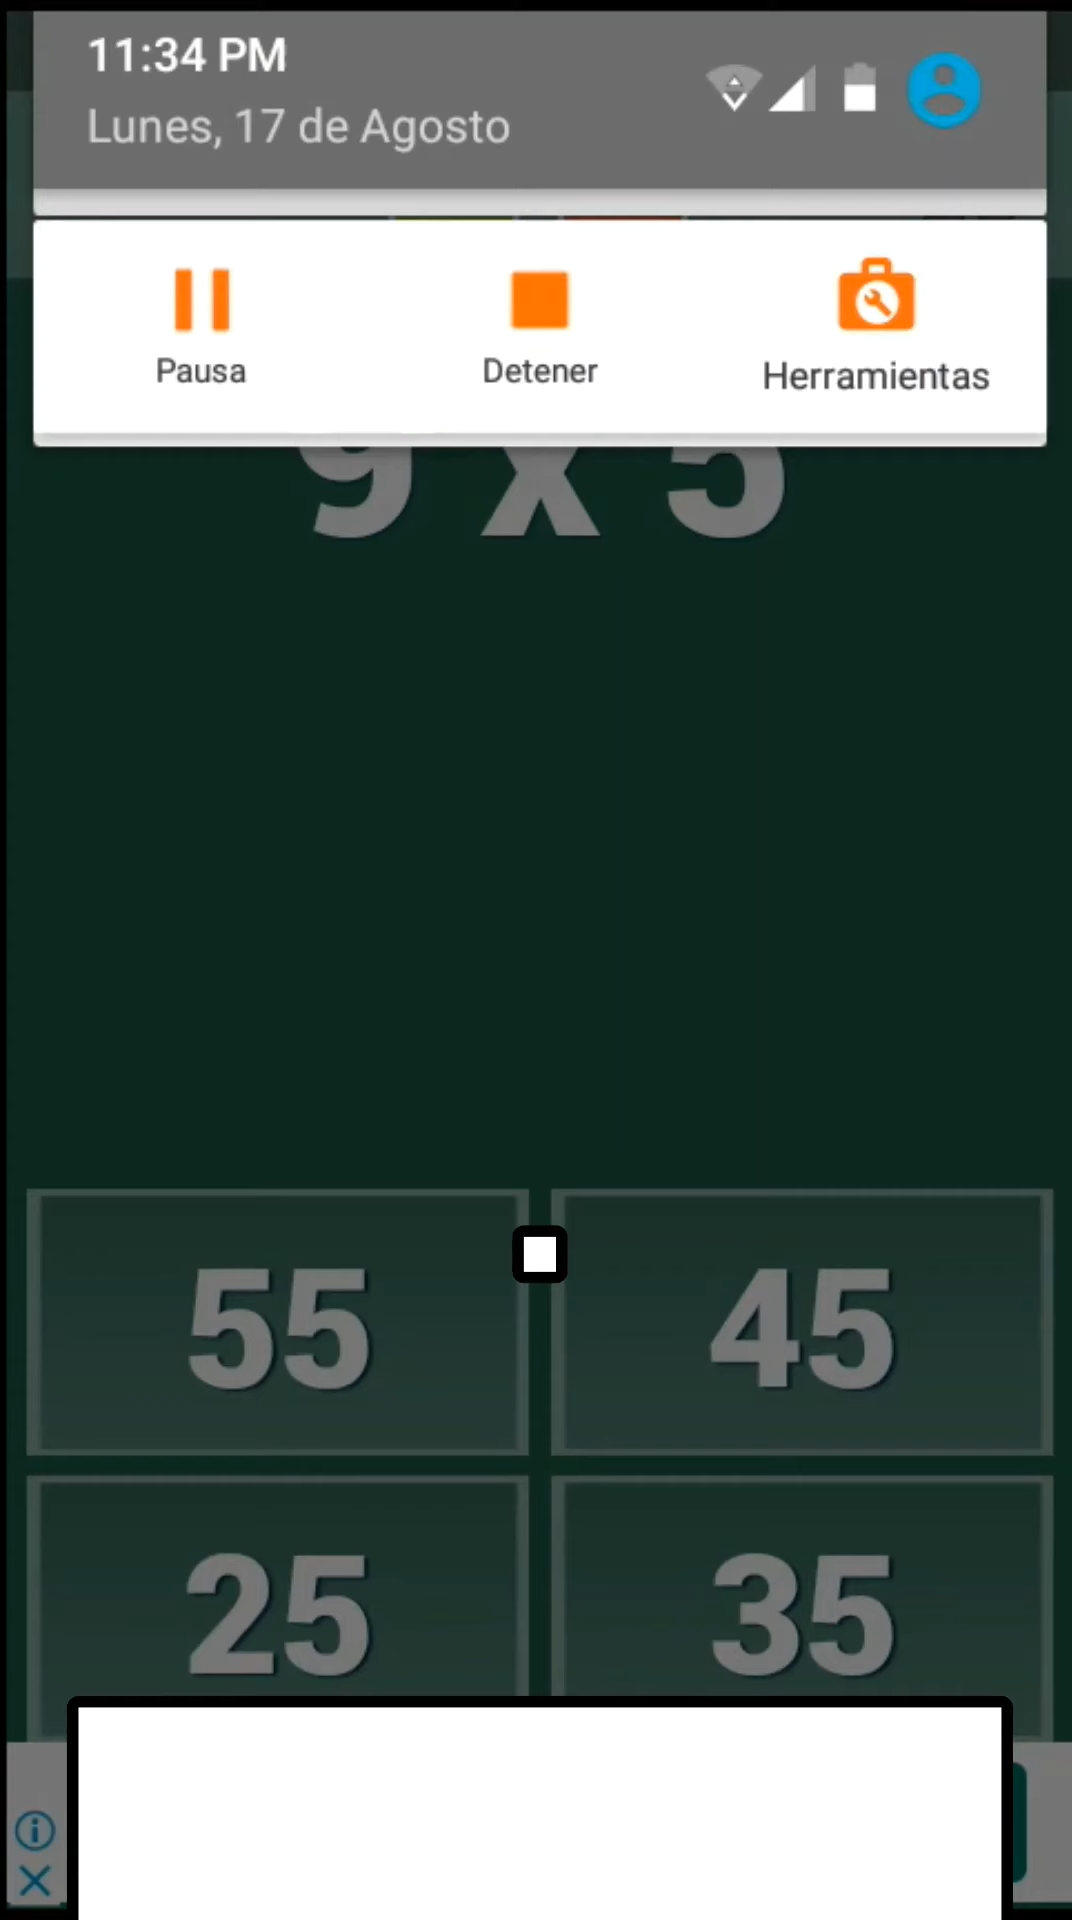 11:34 PM
Lunes, 17 de Agosto
Pausa Detener Herramientas
9 x 5
55 45
25 35